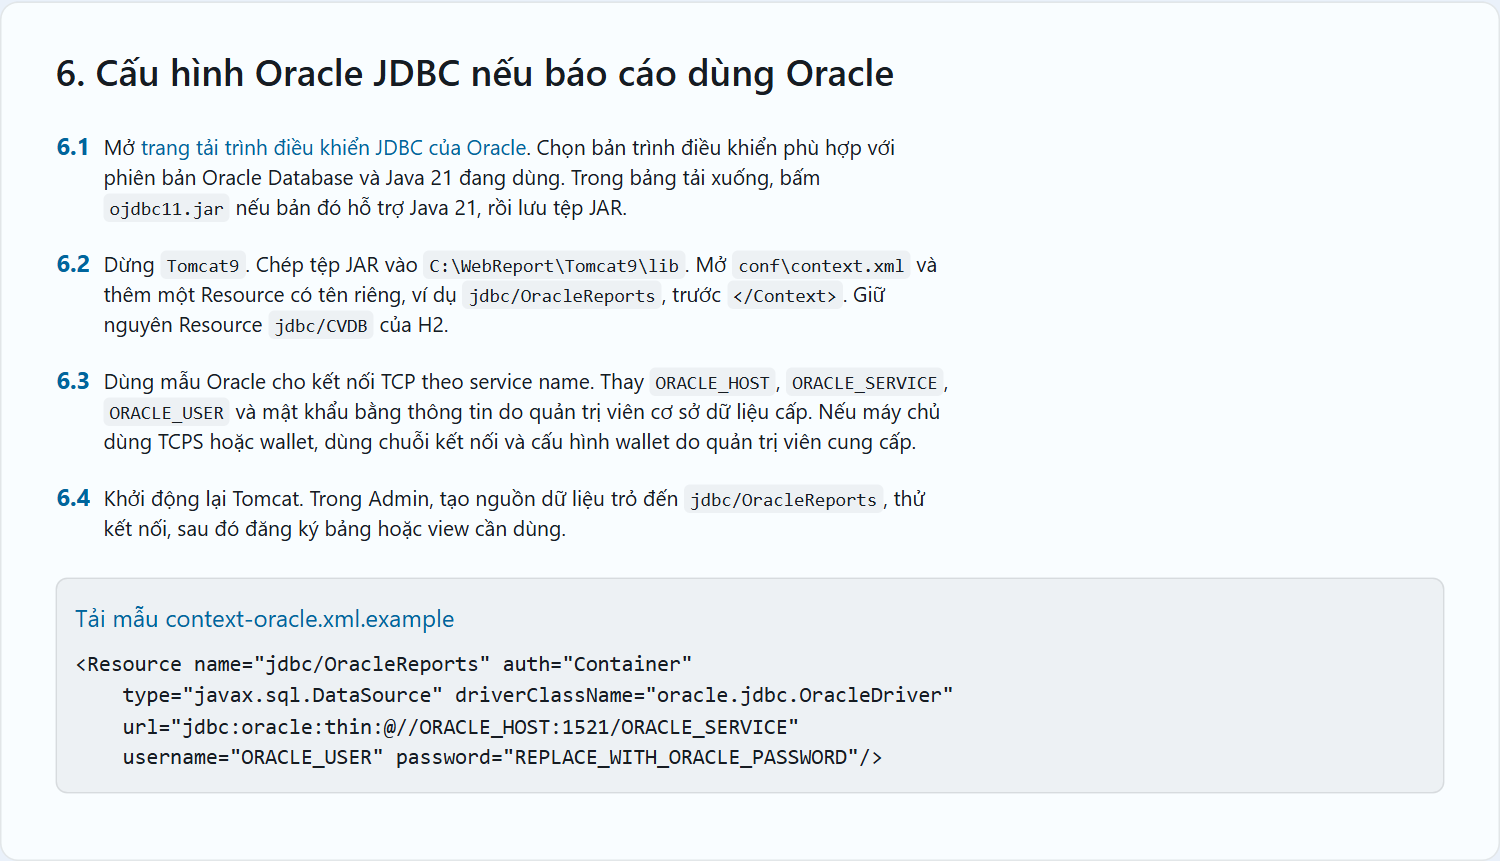 6. Cấu hình Oracle JDBC nếu báo cáo dùng Oracle
6.1 Mở trang tải trình điều khiển JDBC của Oracle. Chọn bản trình điều khiển phù hợp với
phiên bản Oracle Database và Java 21 đang dùng. Trong bảng tải xuống, bấm
ojdbc11.jar nếu bản đó hỗ trợ Java 21, rồi lưu tệp JAR.
6.2 Dừng Tomcat9. Chép tệp JAR vào C:\WebReport\Tomcat9\lib. Mở conf\context.xml và
thêm một Resource có tên riêng, ví dụ jdbc/OracleReports, trước </Context>. Giữ
nguyên Resource jdbc/CVDB của H2.
6.3 Dùng mẫu Oracle cho kết nối TCP theo service name. Thay ORACLE_HOST, ORACLE_SERVICE,
ORACLE_USER và mật khẩu bằng thông tin do quản trị viên cơ sở dữ liệu cấp. Nếu máy chủ
dùng TCPS hoặc wallet, dùng chuỗi kết nối và cấu hình wallet do quản trị viên cung cấp.
6.4 Khởi động lại Tomcat. Trong Admin, tạo nguồn dữ liệu trỏ đến jdbc/OracleReports, thử
kết nối, sau đó đăng ký bảng hoặc view cần dùng.
Tải mẫu context-oracle.xml.example
<Resource name="jdbc/OracleReports" auth="Container"
    type="javax.sql.DataSource" driverClassName="oracle.jdbc.OracleDriver"
    url="jdbc:oracle:thin:@//ORACLE_HOST:1521/ORACLE_SERVICE"
    username="ORACLE_USER" password="REPLACE_WITH_ORACLE_PASSWORD"/>